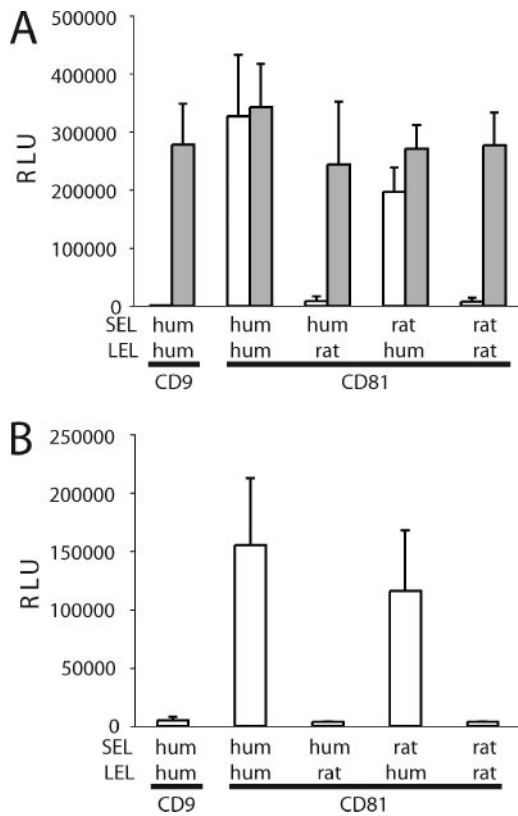 A
500000
400000
300000
200000
100000
0
RLU
SEL hum hum hum rat rat
LEL hum hum rat hum rat
CD9 CD81
B
250000
200000
150000
100000
50000
0
RLU
SEL hum hum hum rat rat
LEL hum hum rat hum rat
CD9 CD81